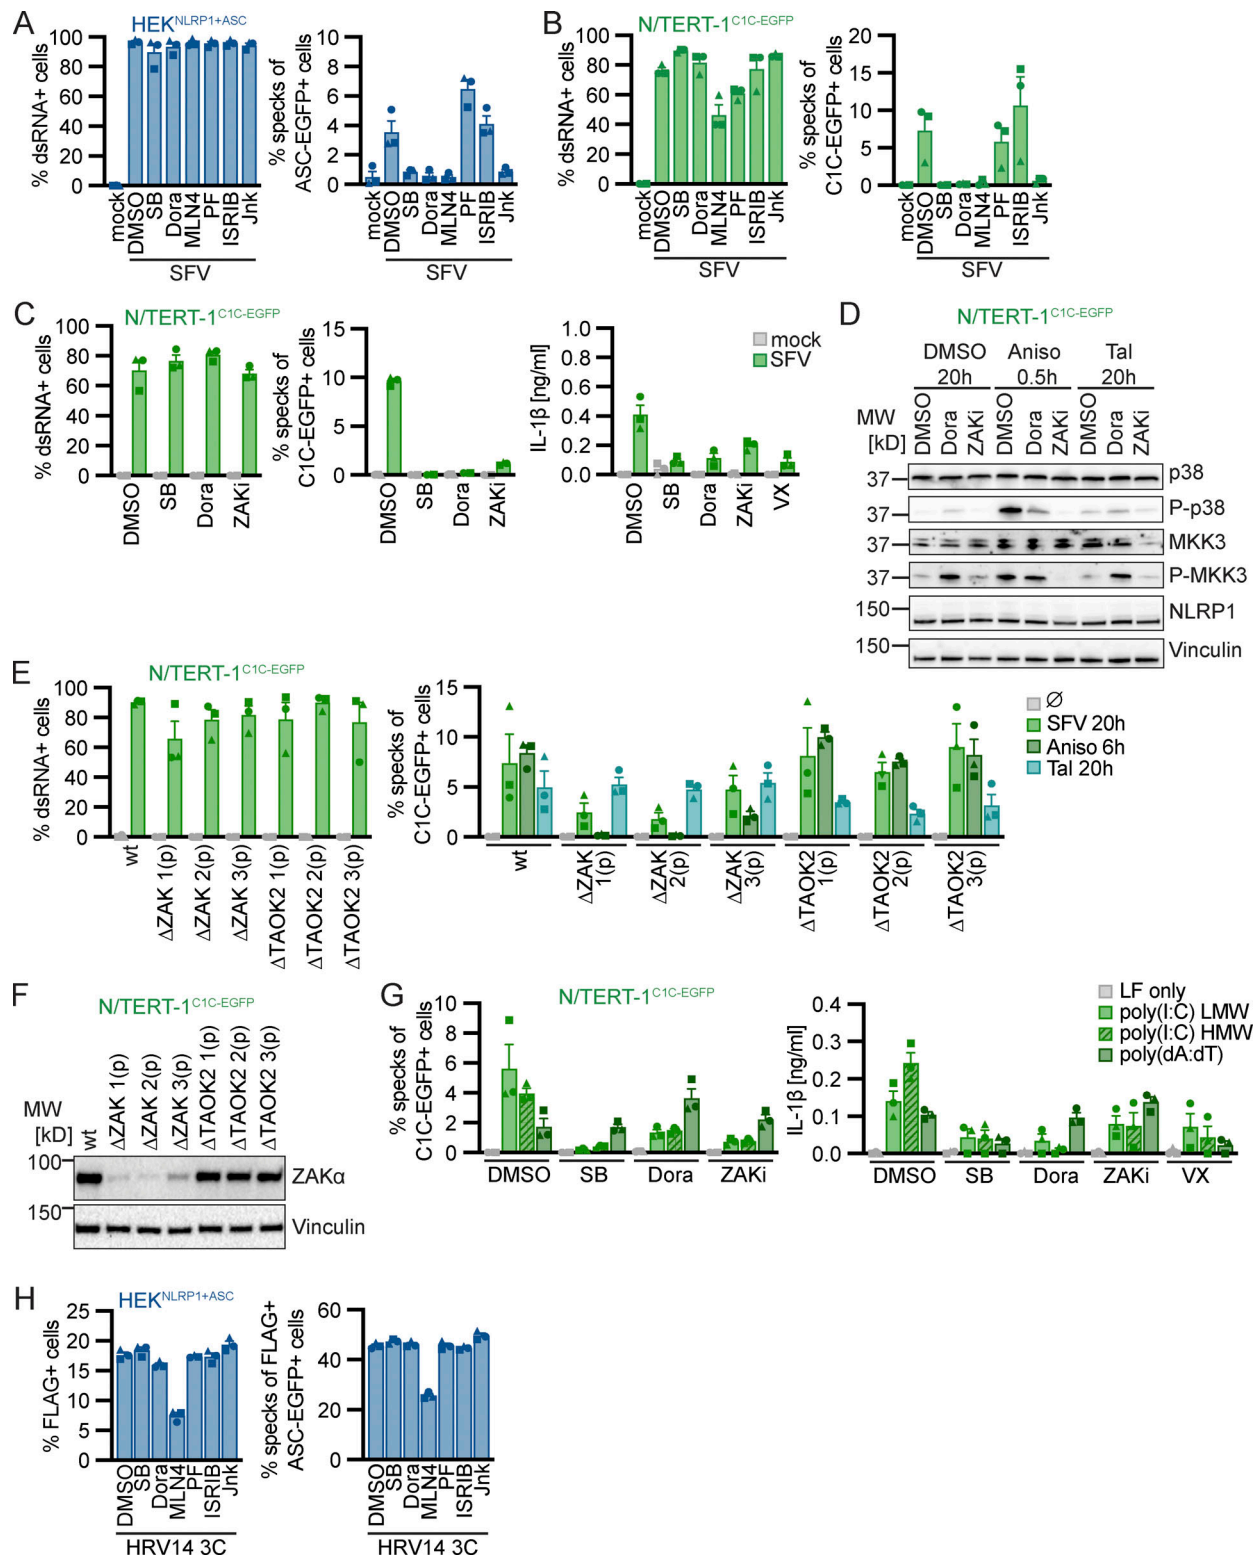 A
HEK^NLRP1+ASC
% dsRNA+ cells
100
80
60
40
20
0
mock
DMSO
SB
Dora
MLN4
PF
ISRIB
Jnk
SFV
% specks of
ASC-EGFP+ cells
10
8
6
4
2
0
mock
DMSO
SB
Dora
MLN4
PF
ISRIB
Jnk
SFV
B
N/TERT-1^C1C-EGFP
% dsRNA+ cells
100
80
60
40
20
0
mock
DMSO
SB
Dora
MLN4
PF
ISRIB
Jnk
SFV
% specks of
C1C-EGFP+ cells
20
15
10
5
0
mock
DMSO
SB
Dora
MLN4
PF
ISRIB
Jnk
SFV
C
N/TERT-1^C1C-EGFP
% dsRNA+ cells
100
80
60
40
20
0
DMSO
SB
Dora
ZAKi
% specks of
C1C-EGFP+ cells
15
10
5
0
DMSO
SB
Dora
ZAKi
IL-1β [ng/ml]
1.0
0.8
0.6
0.4
0.2
0.0
DMSO
SB
Dora
ZAKi
VX
mock
SFV
D
N/TERT-1^C1C-EGFP
DMSO Aniso Tal
20h 0.5h 20h
MW
[kD]
DMSO Dora ZAKi DMSO Dora ZAKi DMSO Dora ZAKi
37 p38
37 P-p38
37 MKK3
37 P-MKK3
150 NLRP1
150 Vinculin
E
N/TERT-1^C1C-EGFP
% dsRNA+ cells
100
80
60
40
20
0
wt
ΔZAK 1(p)
ΔZAK 2(p)
ΔZAK 3(p)
ΔTAOK2 1(p)
ΔTAOK2 2(p)
ΔTAOK2 3(p)
% specks of
C1C-EGFP+ cells
15
10
5
0
wt
ΔZAK
1(p)
ΔZAK
2(p)
ΔZAK
3(p)
ΔTAOK2
1(p)
ΔTAOK2
2(p)
ΔTAOK2
3(p)
Ø
SFV 20h
Aniso 6h
Tal 20h
F
N/TERT-1^C1C-EGFP
MW
[kD]
wt
ΔZAK 1(p)
ΔZAK 2(p)
ΔZAK 3(p)
ΔTAOK2 1(p)
ΔTAOK2 2(p)
ΔTAOK2 3(p)
100 ZAKα
150 Vinculin
G
N/TERT-1^C1C-EGFP
% specks of
C1C-EGFP+ cells
10
8
6
4
2
0
DMSO SB Dora ZAKi
IL-1β [ng/ml]
0.4
0.3
0.2
0.1
0.0
DMSO SB Dora ZAKi VX
LF only
poly(I:C) LMW
poly(I:C) HMW
poly(dA:dT)
H
HEK^NLRP1+ASC
% FLAG+ cells
25
20
15
10
5
0
DMSO
SB
Dora
MLN4
PF
ISRIB
Jnk
HRV14 3C
% specks of FLAG+
ASC-EGFP+ cells
60
40
20
0
DMSO
SB
Dora
MLN4
PF
ISRIB
Jnk
HRV14 3C